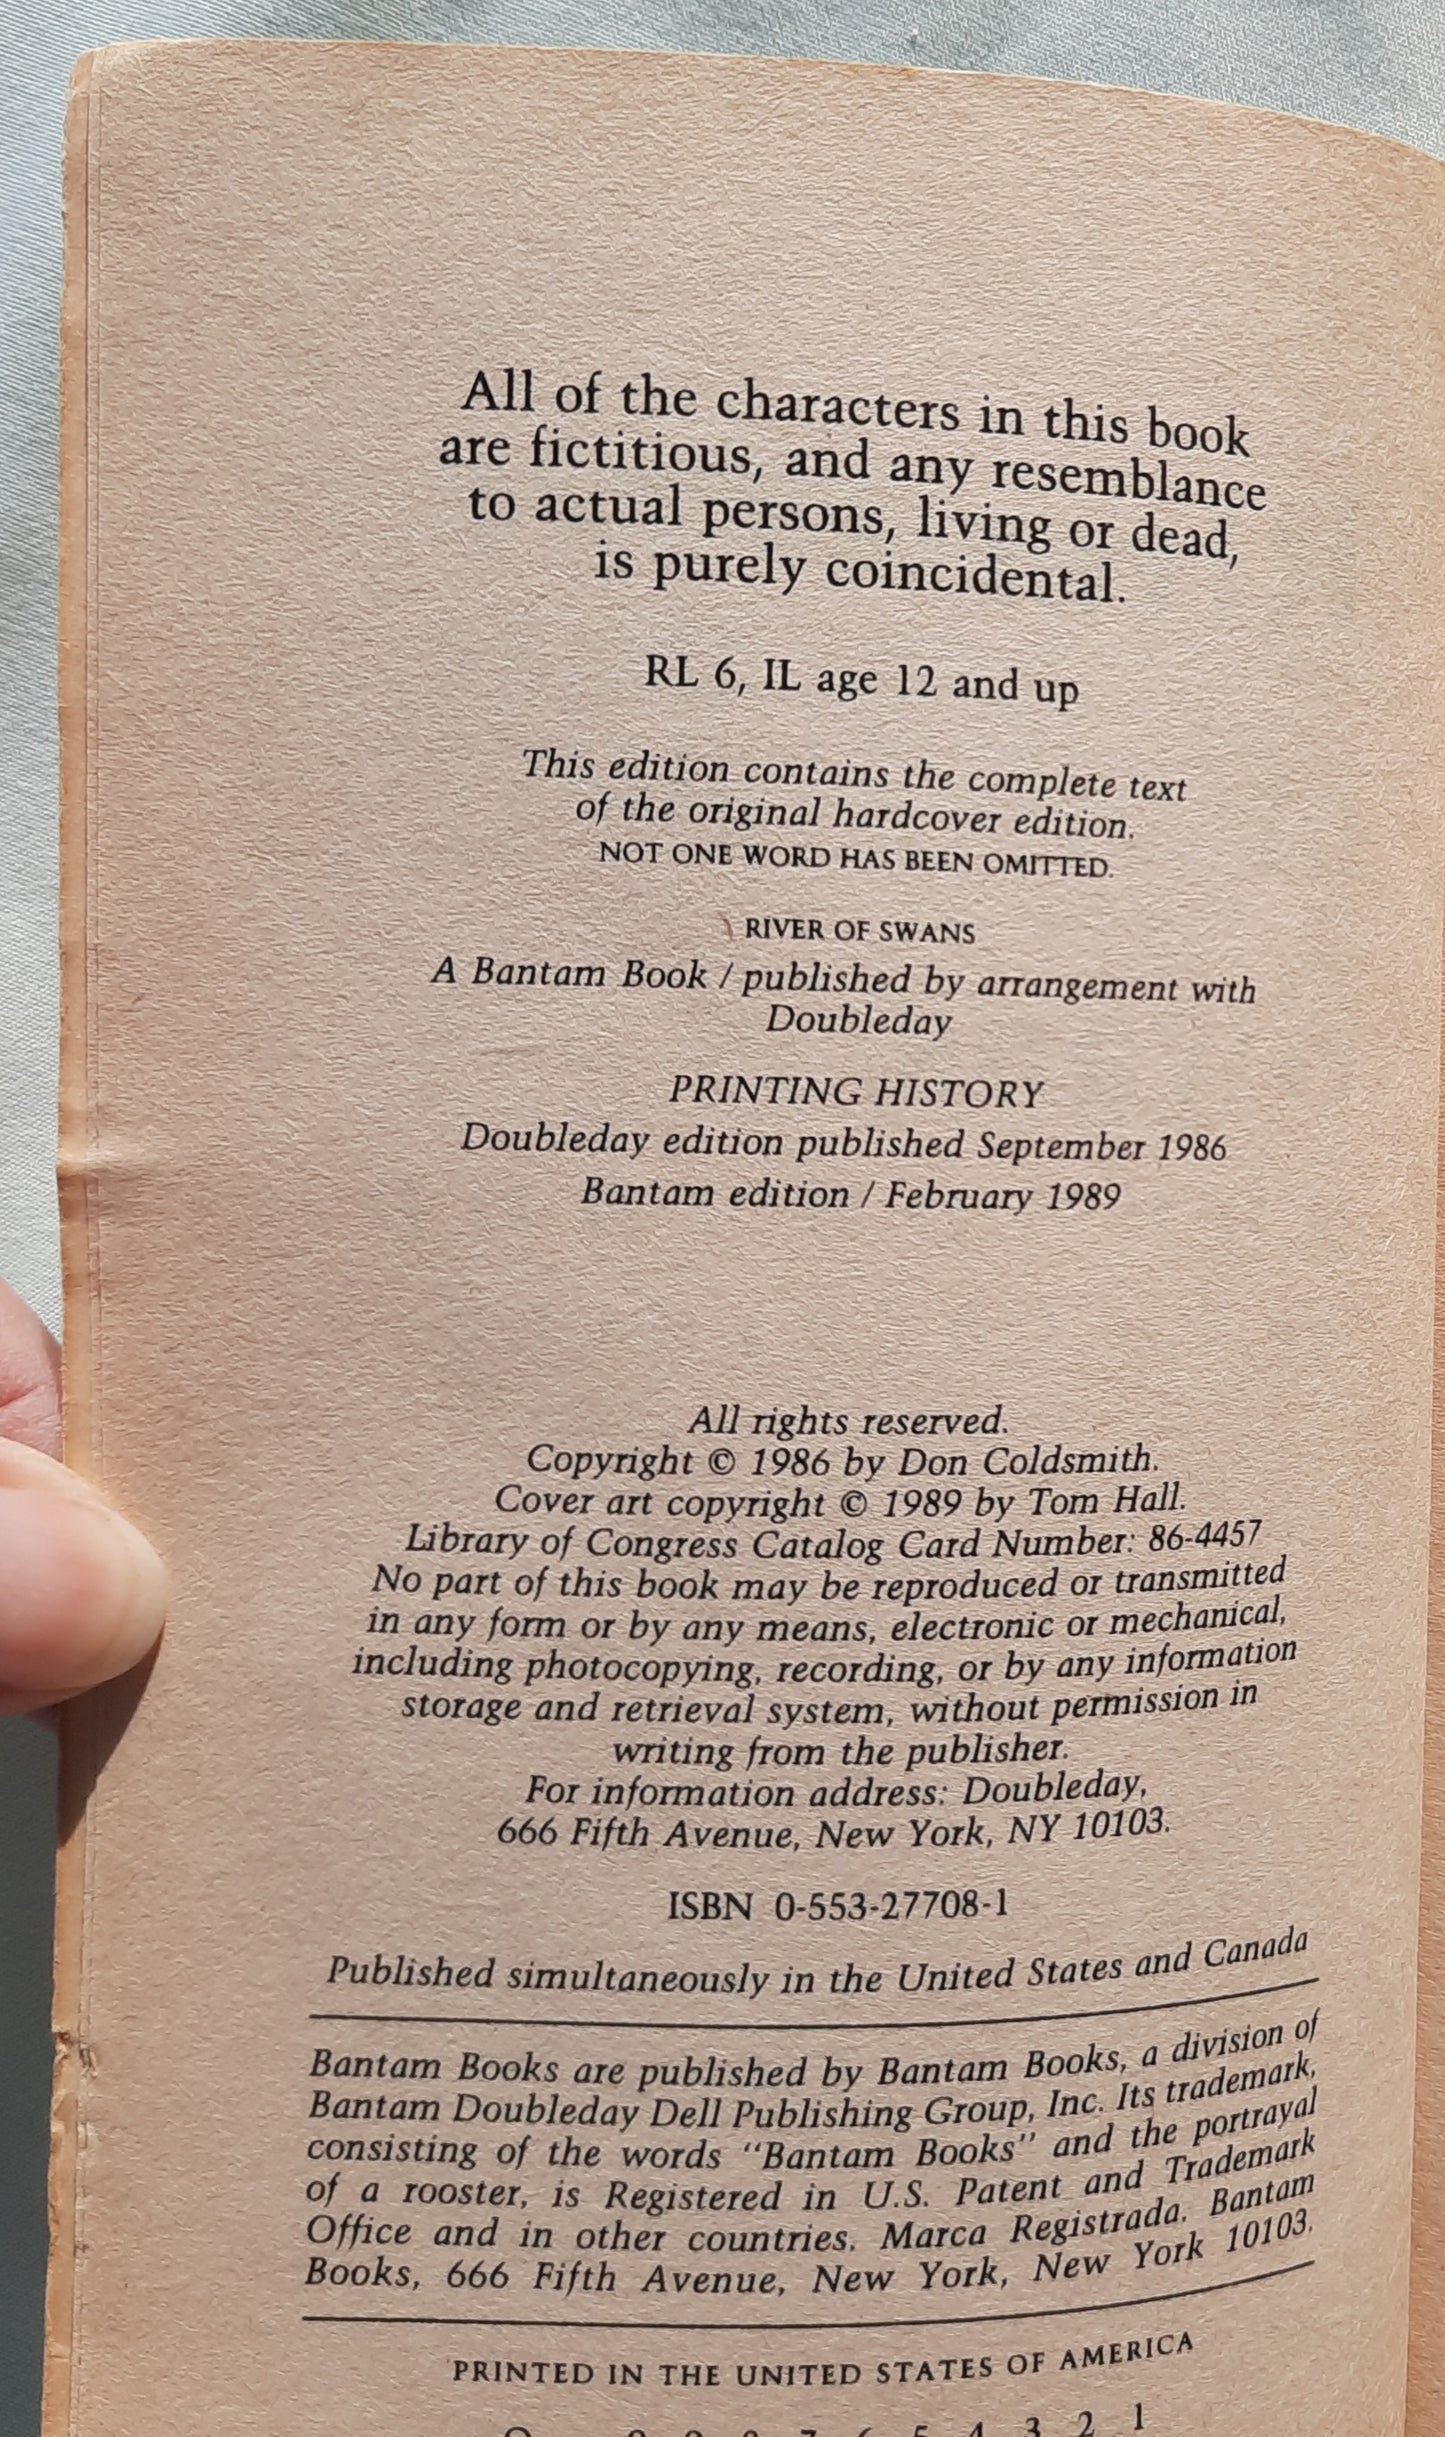 All of the characters in this book
are fictitious, and any resemblance
to actual persons, living or dead,
is purely coincidental.
RL 6, IL age 12 and up
This edition contains the complete text
of the original hardcover edition.
NOT ONE WORD HAS BEEN OMITTED.
RIVER OF SWANS
A Bantam Book / published by arrangement with
Doubleday
PRINTING HISTORY
Doubleday edition published September 1986
Bantam edition / February 1989
All rights reserved.
Copyright © 1986 by Don Coldsmith.
Cover art copyright © 1989 by Tom Hall.
Library of Congress Catalog Card Number: 86-4457
No part of this book may be reproduced or transmitted
in any form or by any means, electronic or mechanical,
including photocopying, recording, or by any information
storage and retrieval system, without permission in
writing from the publisher.
For information address: Doubleday,
666 Fifth Avenue, New York, NY 10103.
ISBN 0-553-27708-1
Published simultaneously in the United States and Canada
Bantam Books are published by Bantam Books, a division of
Bantam Doubleday Dell Publishing Group, Inc. Its trademark,
consisting of the words "Bantam Books" and the portrayal
of a rooster, is Registered in U.S. Patent and Trademark
Office and in other countries. Marca Registrada. Bantam
Books, 666 Fifth Avenue, New York, New York 10103.
PRINTED IN THE UNITED STATES OF AMERICA
9 8 7 6 5 4 3 2 1